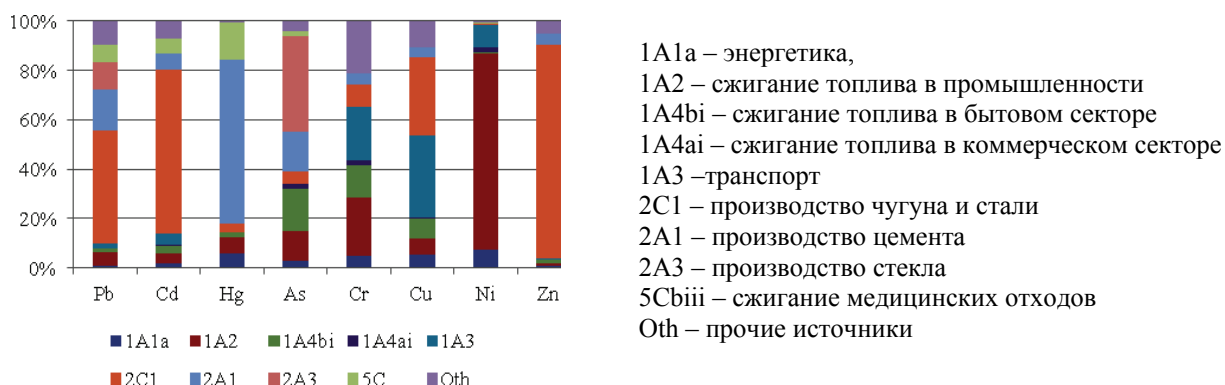 100%
80%
60%
40%
20%
0%
Pb Cd Hg As Cr Cu Ni Zn
1A1a 1A2 1A4bi 1A4ai 1A3
2C1 2A1 2A3 5C Oth
1A1a – энергетика,
1A2 – сжигание топлива в промышленности
1A4bi – сжигание топлива в бытовом секторе
1A4ai – сжигание топлива в коммерческом секторе
1A3 –транспорт
2C1 – производство чугуна и стали
2A1 – производство цемента
2A3 – производство стекла
5Cbiii – сжигание медицинских отходов
Oth – прочие источники